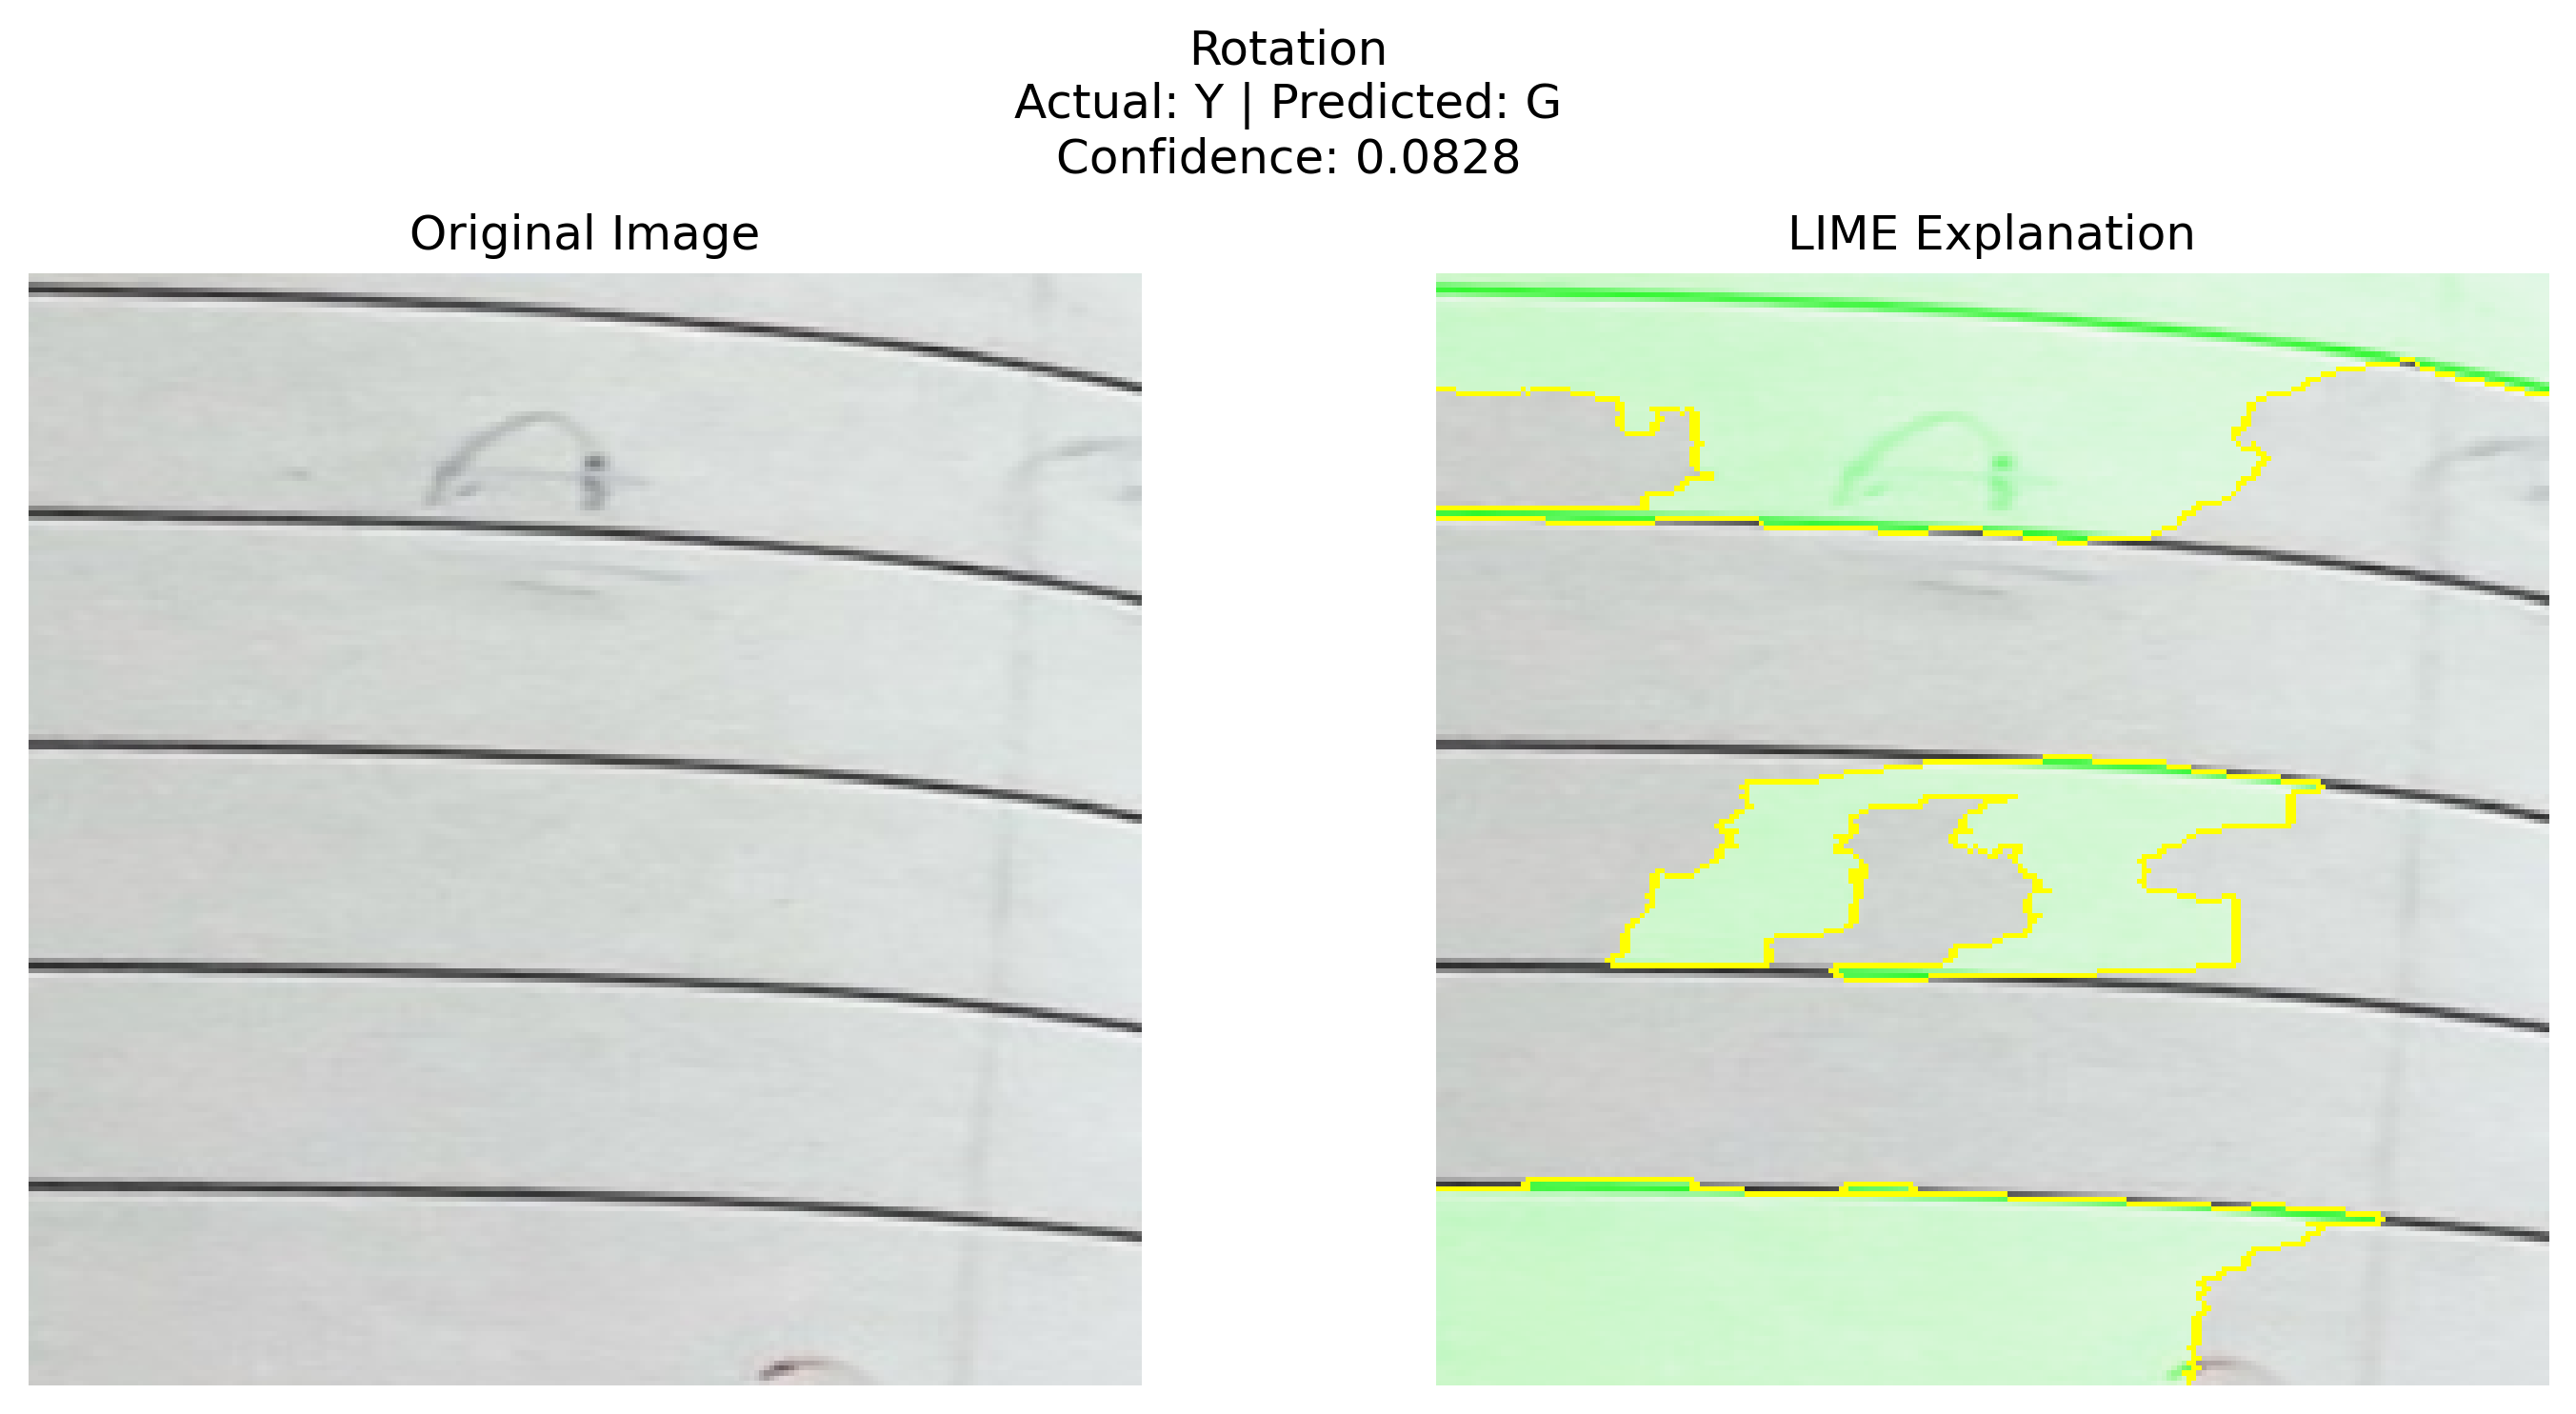 Rotation
Actual: Y | Predicted: G
Confidence: 0.0828
Original Image
LIME Explanation